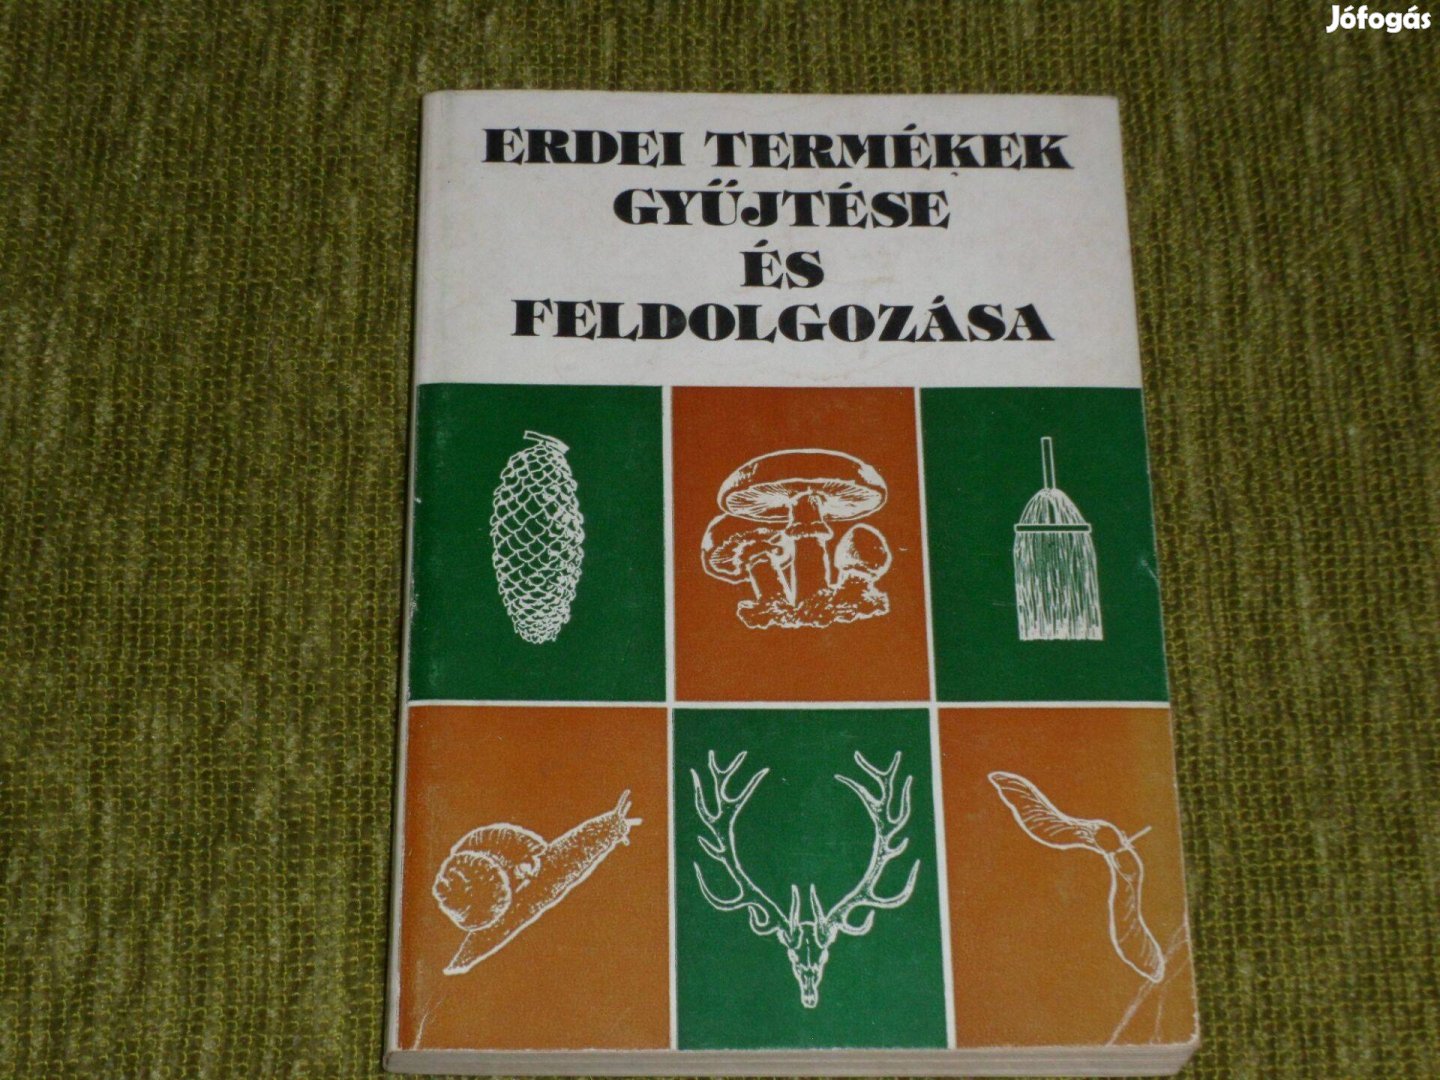 Jófogás
ERDEI TERMÉKEK
GYŰJTÉSE
ÉS
FELDOLGOZÁSA